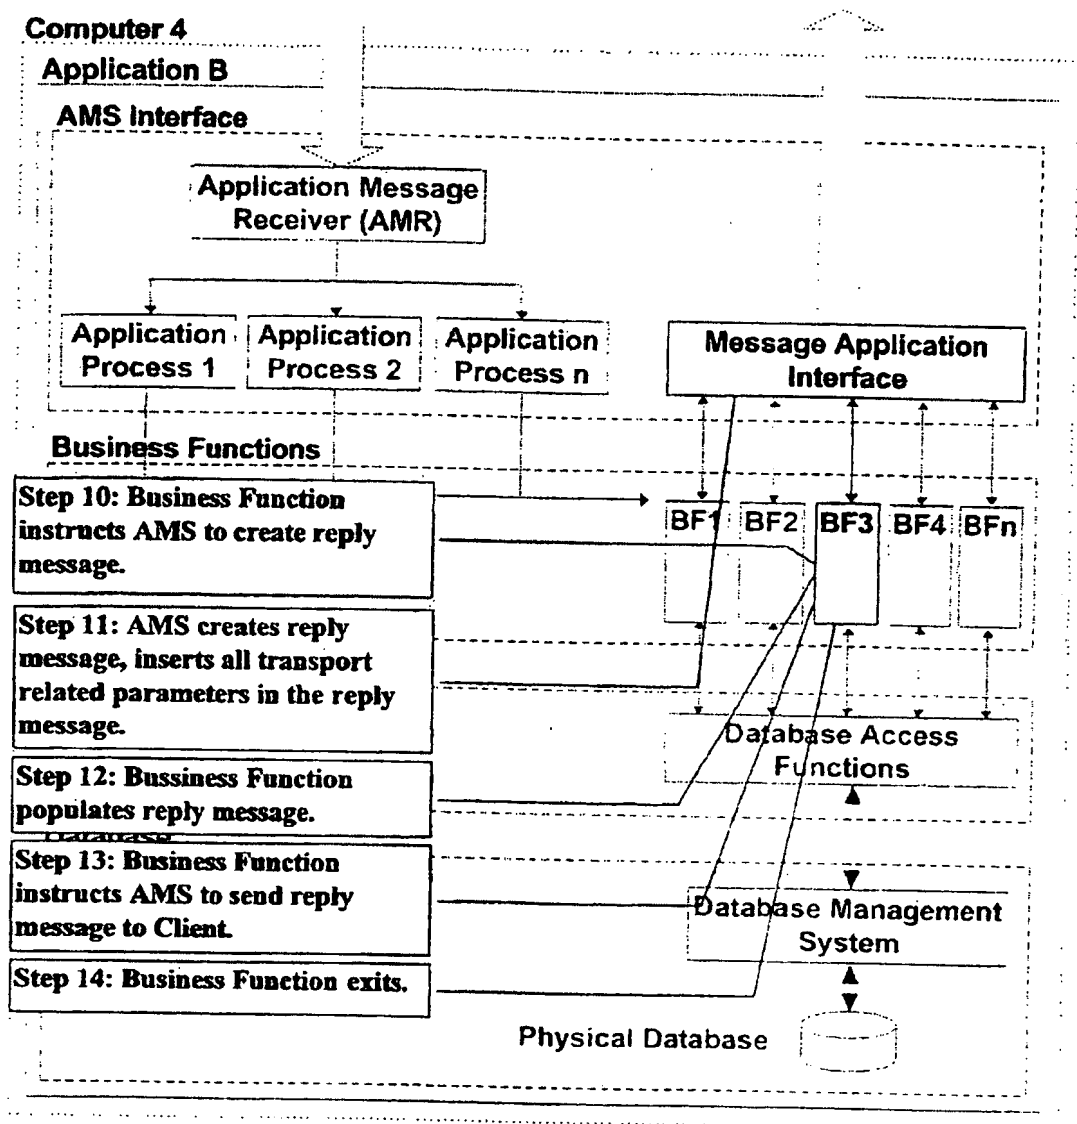 Computer 4
Application B
AMS Interface
Application Message
Receiver (AMR)
Application
Process 1
Application
Process 2
Application
Process n
Message Application
Interface
Business Functions
Step 10: Business Function
instructs AMS to create reply
message.
BF1
BF2
BF3
BF4
BFn
Step 11: AMS creates reply
message, inserts all transport
related parameters in the reply
message.
Database Access
Functions
Step 12: Bussiness Function
populates reply message.
Database
Step 13: Business Function
instructs AMS to send reply
message to Client.
Database Management
System
Step 14: Business Function exits.
Physical Database